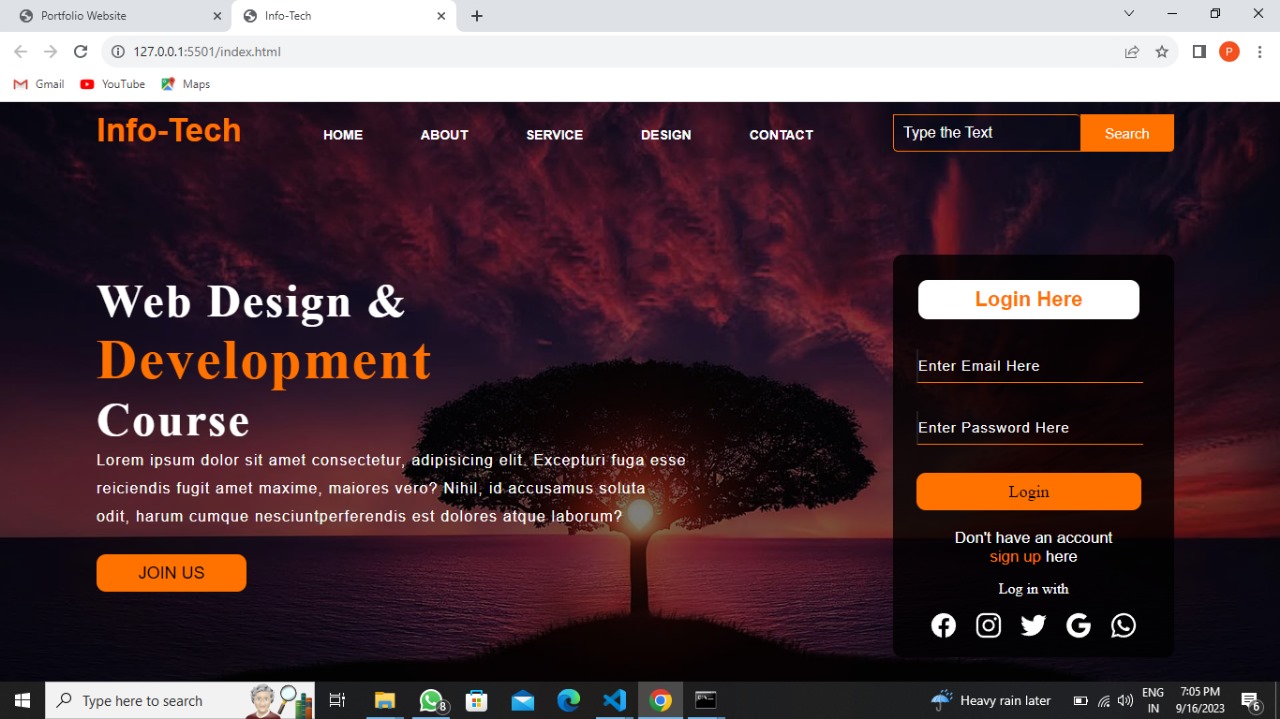 Portfolio Website
Info-Tech
127.0.0.1:5501/index.html
P
Gmail
YouTube
Maps
Info-Tech
HOME
ABOUT
SERVICE
DESIGN
CONTACT
Type the Text
Search
Web Design &
Development
Course
Lorem ipsum dolor sit amet consectetur, adipisicing elit. Excepturi fuga esse
reiciendis fugit amet maxime, maiores vero? Nihil, id accusamus soluta
odit, harum cumque nesciuntperferendis est dolores atque laborum?
JOIN US
Login Here
Enter Email Here
Enter Password Here
Login
Don't have an account
sign up here
Log in with
Type here to search
8
Heavy rain later
ENG
IN
7:05 PM
9/16/2023
6